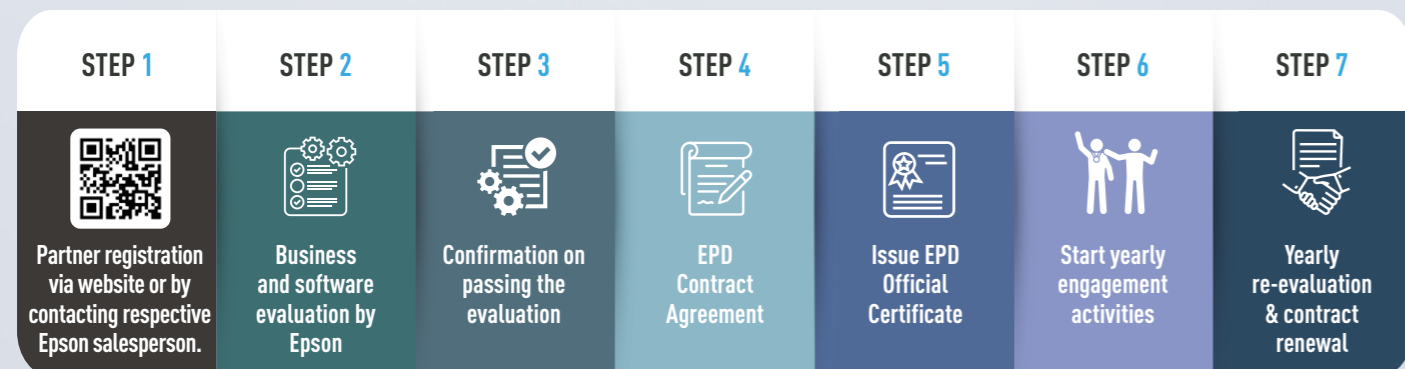 STEP 1
Partner registration
via website or by
contacting respective
Epson salesperson.
STEP 2
Business
and software
evaluation by
Epson
STEP 3
Confirmation on
passing the
evaluation
STEP 4
EPD
Contract
Agreement
STEP 5
Issue EPD
Official
Certificate
STEP 6
Start yearly
engagement
activities
STEP 7
Yearly
re-evaluation
& contract
renewal